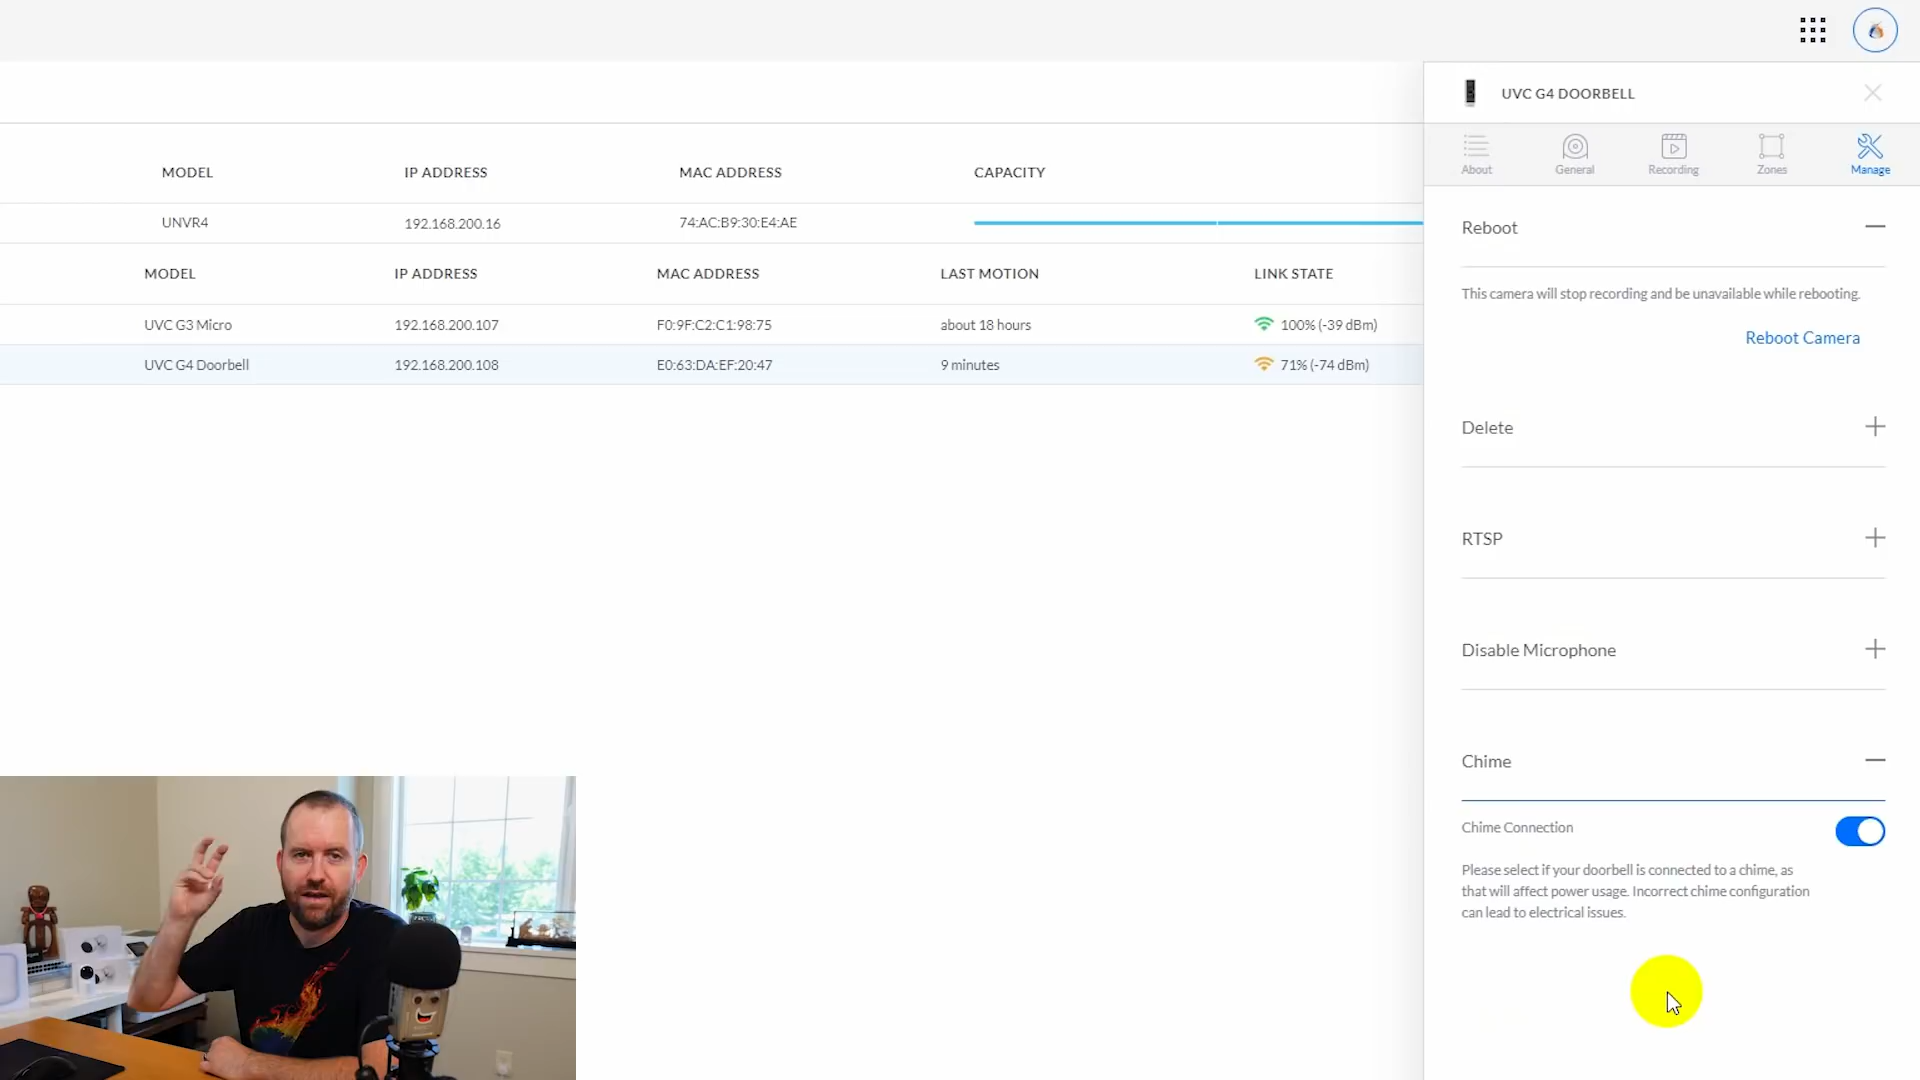 UVC G4 DOORBELL
About General Recording Zones Manage
MODEL IP ADDRESS MAC ADDRESS CAPACITY
UNVR4 192.168.200.16 74:AC:B9:30:E4:AE
MODEL IP ADDRESS MAC ADDRESS LAST MOTION LINK STATE
UVC G3 Micro 192.168.200.107 F0:9F:C2:C1:98:75 about 18 hours 100% (-39 dBm)
UVC G4 Doorbell 192.168.200.108 E0:63:DA:EF:20:47 9 minutes 71% (-74 dBm)
Reboot
This camera will stop recording and be unavailable while rebooting.
Reboot Camera
Delete
RTSP
Disable Microphone
Chime
Chime Connection
Please select if your doorbell is connected to a chime, as
that will affect power usage. Incorrect chime configuration
can lead to electrical issues.